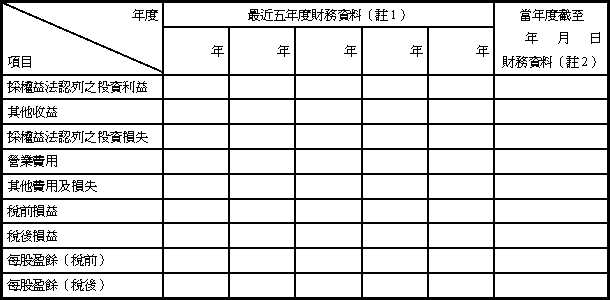 年度
項目
最近五年度財務資料（註1）
年
年
年
年
年
當年度截至
年 月 日
財務資料（註2）
採權益法認列之投資利益
其他收益
採權益法認列之投資損失
營業費用
其他費用及損失
稅前損益
稅後損益
每股盈餘（稅前）
每股盈餘（稅後）